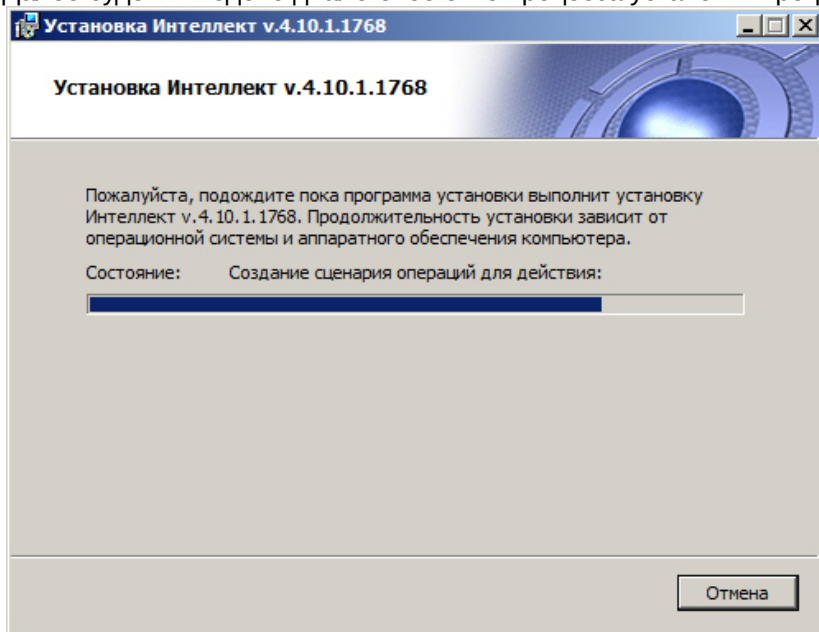 Установка Интеллект v.4.10.1.1768
Установка Интеллект v.4.10.1.1768
Пожалуйста, подождите пока программа установки выполнит установку
Интеллект v.4.10.1.1768. Продолжительность установки зависит от
операционной системы и аппаратного обеспечения компьютера.
Состояние: Создание сценария операций для действия:
Отмена